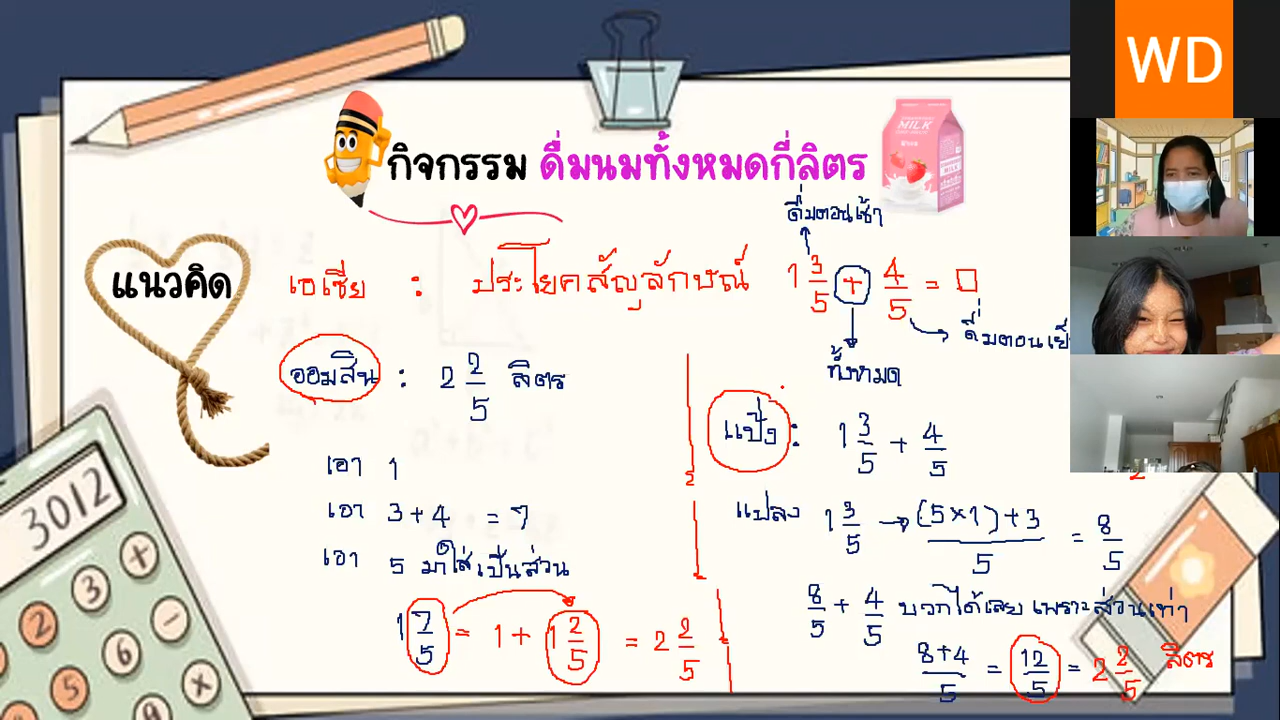 WD
กิจกรรม ดื่มนมทั้งหมดกี่ลิตร
MILK
ดื่มตอนเช้า
แนวคิด
เอเชีย : ประโยคสัญลักษณ์ 1 3/5 + 4/5 = □
ดื่มตอนเย็
ทั้งหมด
ออมสิน : 2 2/5 ลิตร
เอา 1
เอา 3+4 = 7
เอา 5 มาใส่เป็นส่วน
1 7/5 = 1 + 1 2/5 = 2 2/5
แป้ง : 1 3/5 + 4/5
แปลง 1 3/5 → (5×1)+3/5 = 8/5
8/5 + 4/5 บวกได้เลย เพราะส่วนเท่า
8+4/5 = 12/5 = 2 2/5 ลิตร
3012
3
2
6
5